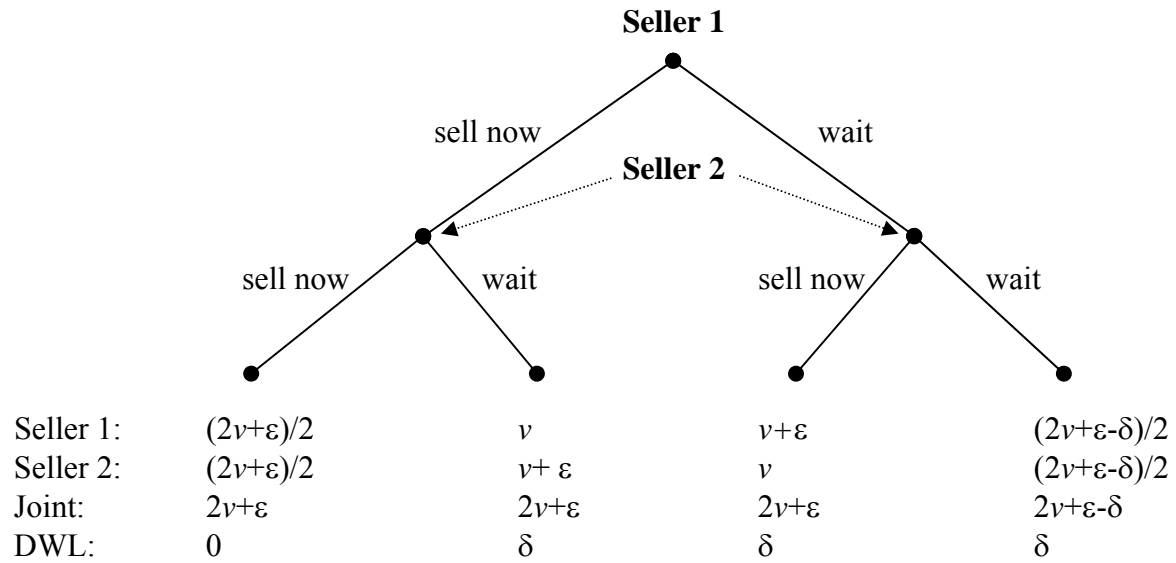 Seller 1
sell now wait
Seller 2
sell now wait sell now wait
Seller 1: (2v+ε)/2 v v+ε (2v+ε-δ)/2
Seller 2: (2v+ε)/2 v+ ε v (2v+ε-δ)/2
Joint: 2v+ε 2v+ε 2v+ε 2v+ε-δ
DWL: 0 δ δ δ